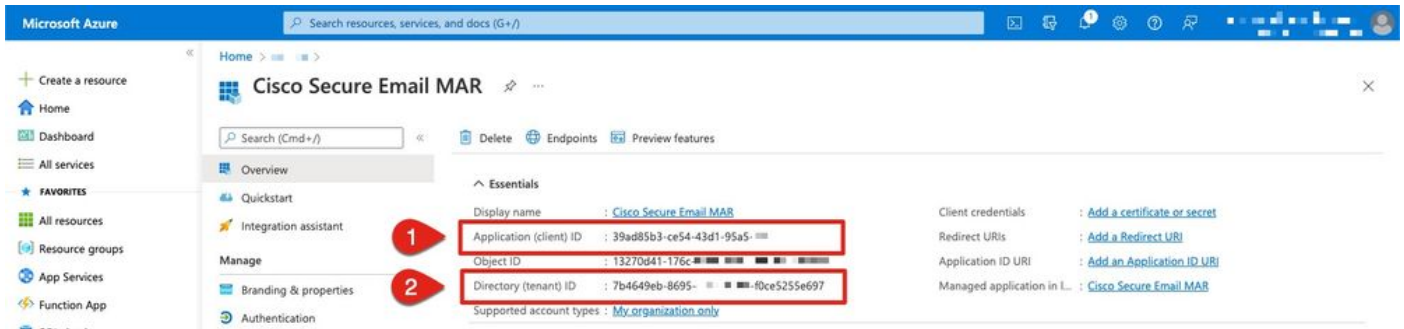 Microsoft Azure
Search resources, services, and docs (G+/)
1
Home >
Create a resource
Home
Dashboard
All services
FAVORITES
All resources
Resource groups
App Services
Function App
Cisco Secure Email MAR
Search (Cmd+/)
Overview
Quickstart
Integration assistant
Manage
Branding & properties
Authentication
Delete Endpoints Preview features
Essentials
Display name : Cisco Secure Email MAR
1 Application (client) ID : 39ad85b3-ce54-43d1-95a5-
Object ID : 13270d41-176c-
2 Directory (tenant) ID : 7b4649eb-8695- -f0ce5255e697
Supported account types : My organization only
Client credentials : Add a certificate or secret
Redirect URIs : Add a Redirect URI
Application ID URI : Add an Application ID URI
Managed application in l... : Cisco Secure Email MAR